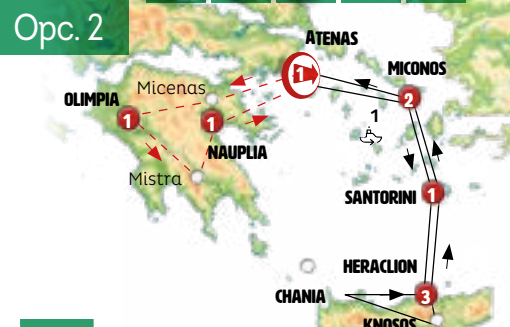 Opc. 2
ATENAS
1
MICONOS
Micenas
OLIMPIA
2
1
1
1
NAUPLIA
Mistra
SANTORINI
1
HERACLION
CHANIA
3
KNOSOS